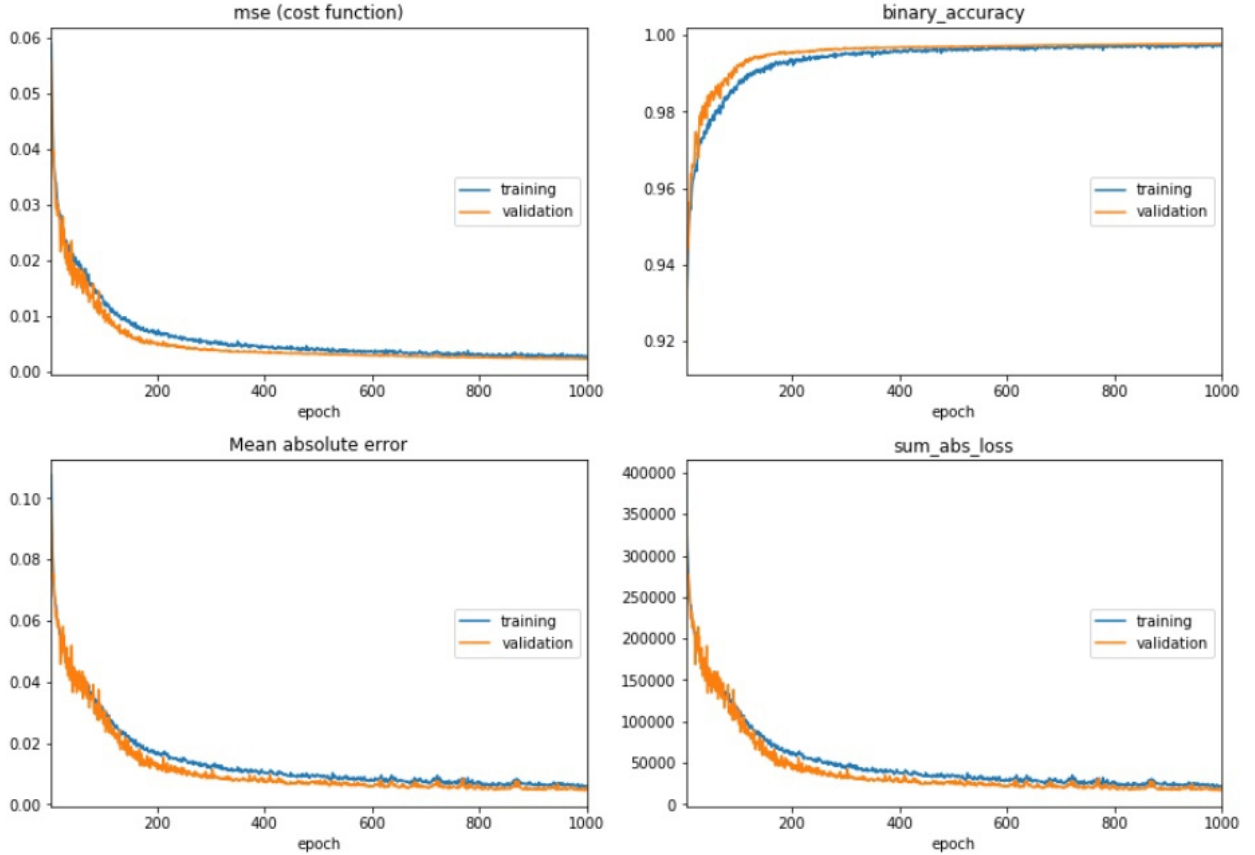 mse (cost function)
0.06
0.05
0.04
0.03
0.02
0.01
0.00
training
validation
200
400
600
800
1000
epoch
binary_accuracy
1.00
0.98
0.96
0.94
0.92
training
validation
200
400
600
800
1000
epoch
Mean absolute error
0.10
0.08
0.06
0.04
0.02
0.00
training
validation
200
400
600
800
1000
epoch
sum_abs_loss
400000
350000
300000
250000
200000
150000
100000
50000
0
training
validation
200
400
600
800
1000
epoch